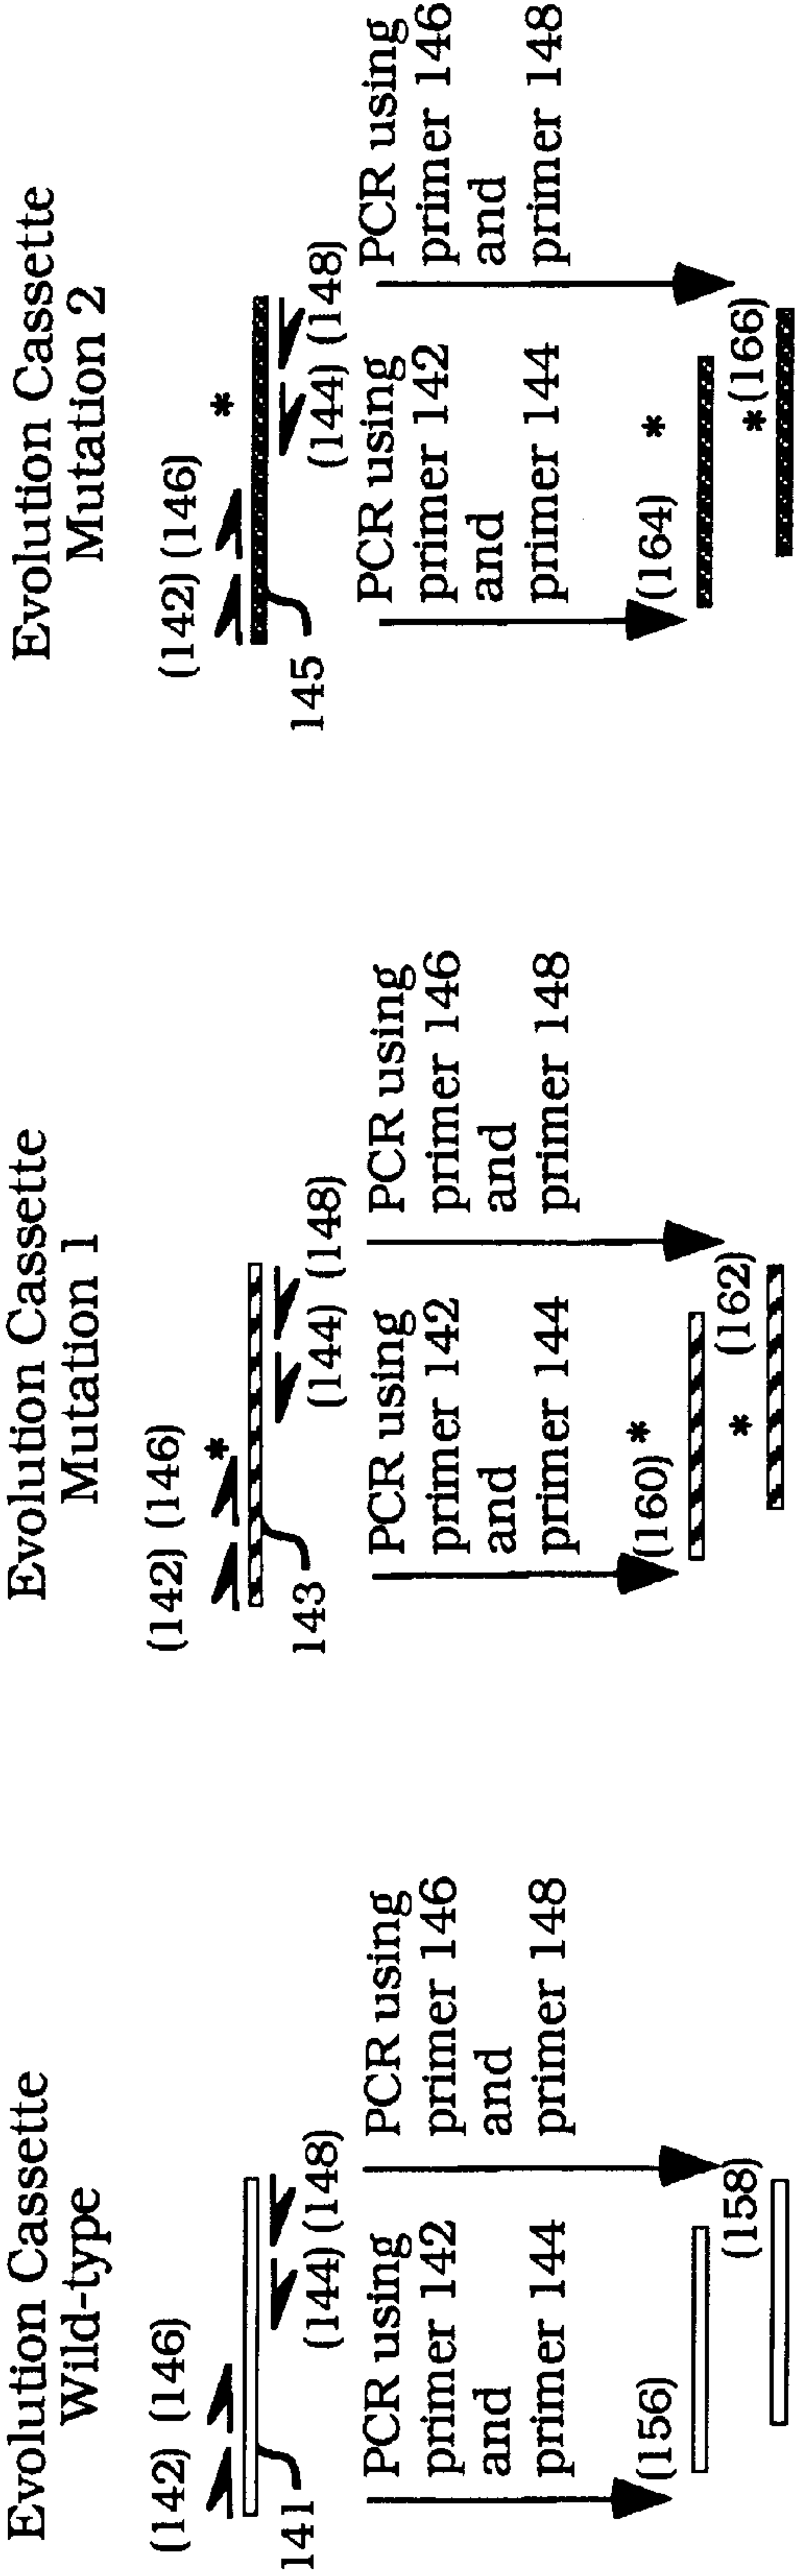 Evolution Cassette
Wild-type
(142) (146)
141
(144) (148)
PCR using
primer 142
and
primer 144
PCR using
primer 146
and
primer 148
(156)
(158)
Evolution Cassette
Mutation 1
(142) (146) *
143
(144) (148)
PCR using
primer 142
and
primer 144
PCR using
primer 146
and
primer 148
(160) *
* (162)
Evolution Cassette
Mutation 2
(142) (146) *
145
(144) (148)
PCR using
primer 142
and
primer 144
PCR using
primer 146
and
primer 148
(164) *
*(166)